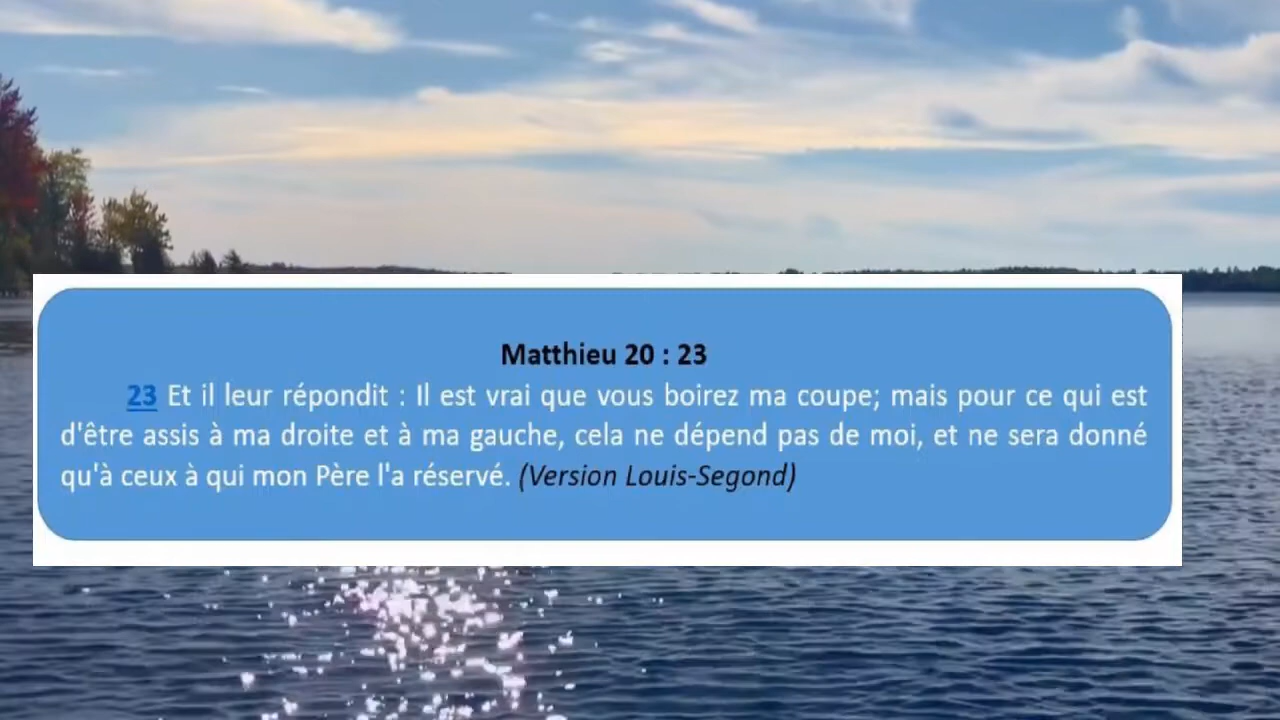 Matthieu 20 : 23
23 Et il leur répondit : Il est vrai que vous boirez ma coupe; mais pour ce qui est
d'être assis à ma droite et à ma gauche, cela ne dépend pas de moi, et ne sera donné
qu'à ceux à qui mon Père l'a réservé. (Version Louis-Segond)